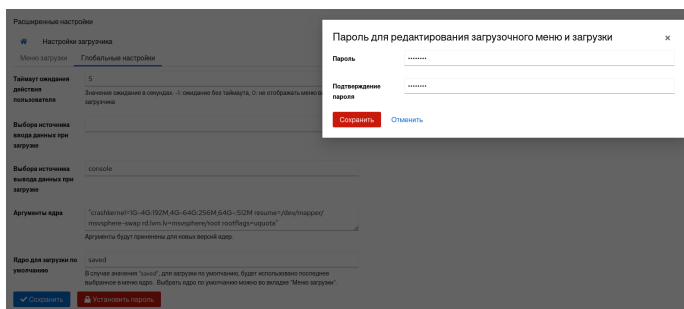 Расширенные настройки
Настройки загрузчика
Меню загрузки Глобальные настройки
Таймаут ожидания действия пользователя
5
Значение ожидания в секундах. -1: ожидание без таймаута, 0: не отображать меню
загрузчика
Выбора источника
ввода данных при
загрузке
Выбора источника
вывода данных при
загрузке
console
Аргументы ядра
"crashkernel=1G-4G:192M,4G-64G:256M,64G-:512M resume=/dev/mapper/
msvsphere-swap rd.lvm.lv=msvsphere/root rootflags=uquota"
Аргументы будут применены для новых версий ядер.
Ядро для загрузки по
умолчанию
saved
В случае значения "saved", для загрузки по умолчанию, будет использовано последнее
выбранное в меню ядро. Выбрать ядро по умолчанию можно во вкладке "Меню загрузки".
Сохранить Установить пароль
Пароль для редактирования загрузочного меню и загрузки ×
Пароль
••••••••
Подтверждение
пароля
••••••••
Сохранить Отменить